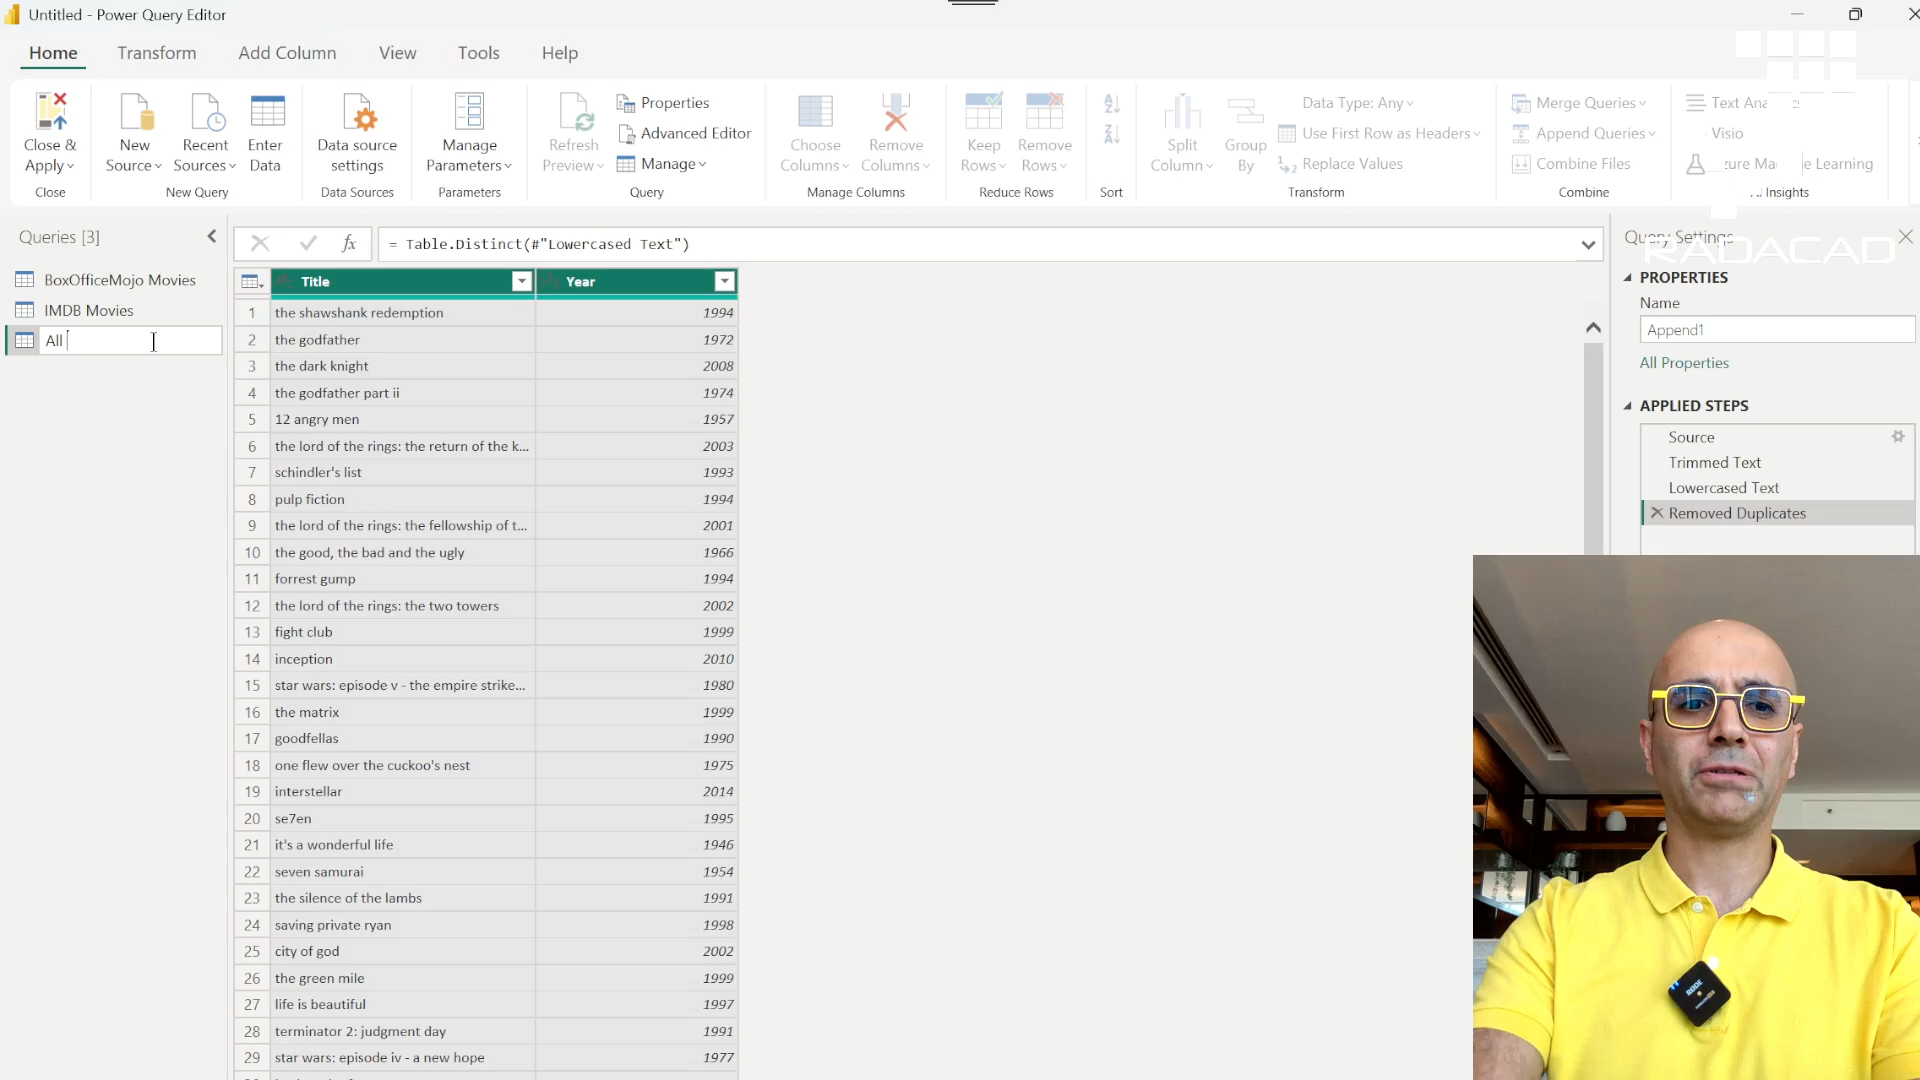 Untitled - Power Query Editor
Home Transform Add Column View Tools Help
Close & Apply
New Source
Recent Sources
Enter Data
Data source settings
Manage Parameters
Refresh Preview
Properties
Advanced Editor
Manage
Choose Columns
Remove Columns
Keep Rows
Remove Rows
Split Column
Group By
Data Type: Any
Use First Row as Headers
Replace Values
Merge Queries
Append Queries
Combine Files
Text Ana
Visio
zure Ma e Learning
Close
New Query
Data Sources
Parameters
Query
Manage Columns
Reduce Rows
Sort
Transform
Combine
Insights
Queries [3]
BoxOfficeMojo Movies
IMDB Movies
All
fx
= Table.Distinct(#"Lowercased Text")
Title Year
1 the shawshank redemption 1994
2 the godfather 1972
3 the dark knight 2008
4 the godfather part ii 1974
5 12 angry men 1957
6 the lord of the rings: the return of the k... 2003
7 schindler's list 1993
8 pulp fiction 1994
9 the lord of the rings: the fellowship of t... 2001
10 the good, the bad and the ugly 1966
11 forrest gump 1994
12 the lord of the rings: the two towers 2002
13 fight club 1999
14 inception 2010
15 star wars: episode v - the empire strike... 1980
16 the matrix 1999
17 goodfellas 1990
18 one flew over the cuckoo's nest 1975
19 interstellar 2014
20 se7en 1995
21 it's a wonderful life 1946
22 seven samurai 1954
23 the silence of the lambs 1991
24 saving private ryan 1998
25 city of god 2002
26 the green mile 1999
27 life is beautiful 1997
28 terminator 2: judgment day 1991
29 star wars: episode iv - a new hope 1977
Query Settings
RADACAD
PROPERTIES
Name
Append1
All Properties
APPLIED STEPS
Source
Trimmed Text
Lowercased Text
Removed Duplicates
RØDE